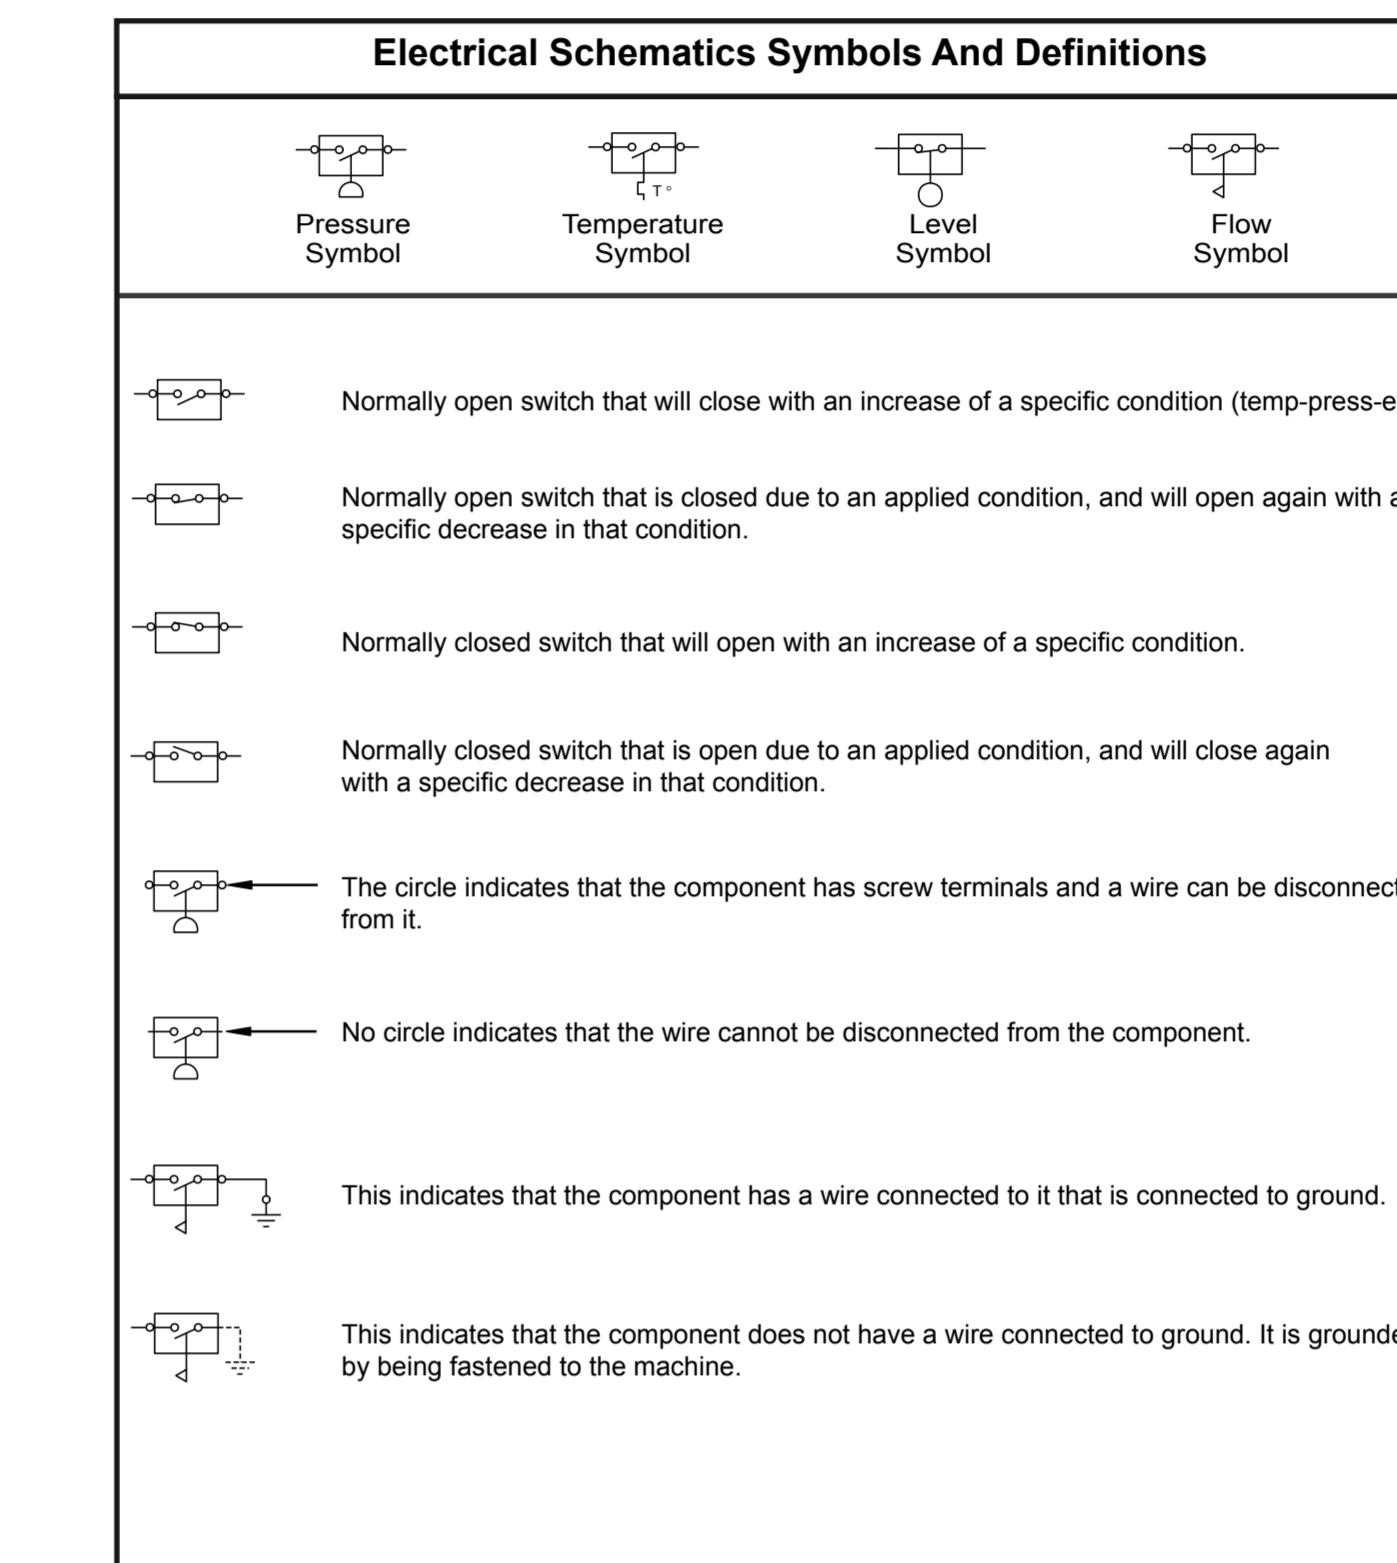 Electrical Schematics Symbols And Definitions
T °
Pressure
Symbol
Temperature
Symbol
Level
Symbol
Flow
Symbol
Normally open switch that will close with an increase of a specific condition (temp-press-e
Normally open switch that is closed due to an applied condition, and will open again with a
specific decrease in that condition.
Normally closed switch that will open with an increase of a specific condition.
Normally closed switch that is open due to an applied condition, and will close again
with a specific decrease in that condition.
The circle indicates that the component has screw terminals and a wire can be disconnect
from it.
No circle indicates that the wire cannot be disconnected from the component.
This indicates that the component has a wire connected to it that is connected to ground.
This indicates that the component does not have a wire connected to ground. It is grounde
by being fastened to the machine.